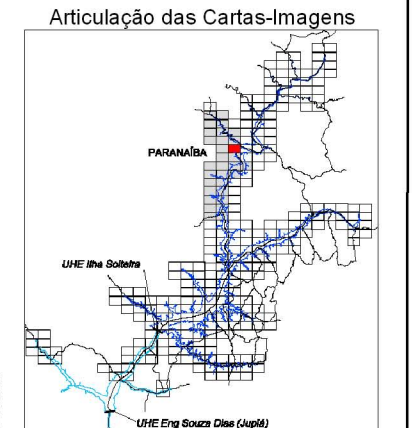 Articulação das Cartas-Imagens
PARANAÍBA
UHE Ilha Solteira
UHE Eng Souza Dias (Jupiá)